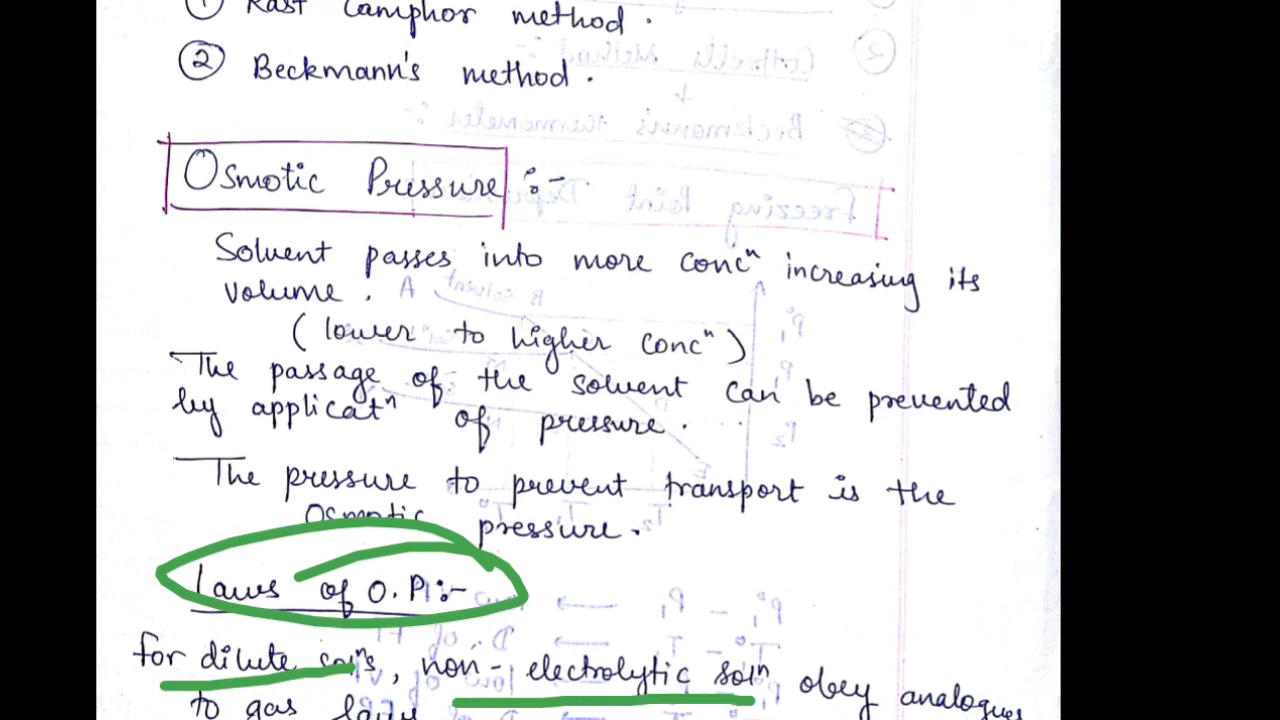 ① Rast Camphor method.
② Beckmann's method.
Osmotic Pressure :-
Solvent passes into more concⁿ increasing its
volume.
(lower to higher concⁿ)
The passage of the solvent can be prevented
by applicatⁿ of pressure.
The pressure to prevent transport is the
Osmotic pressure.
Laws of O.P:-
For dilute solⁿs, non-electrolytic solⁿ obey analogues
to gas laws